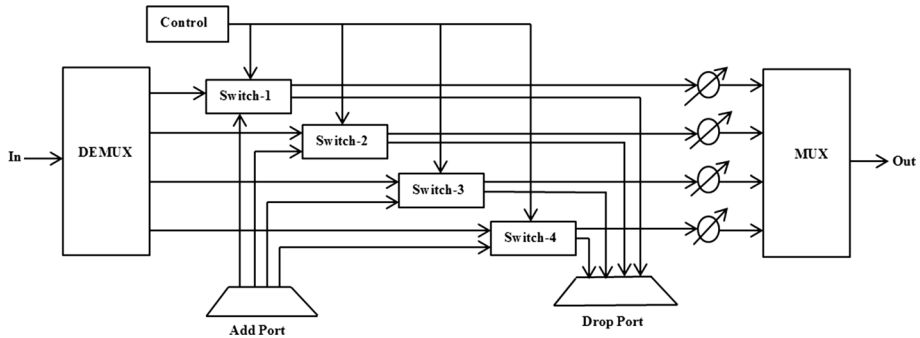 Control
Switch-1
DEMUX
Switch-2
MUX
In
Out
Switch-3
Switch-4
Add Port
Drop Port